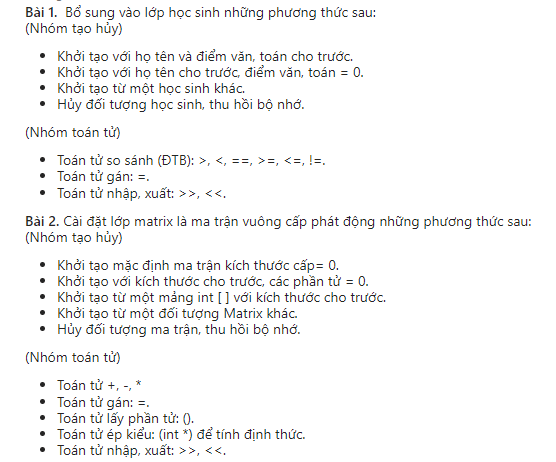 Bài 1. Bổ sung vào lớp học sinh những phương thức sau:
(Nhóm tạo hủy)
• Khởi tạo với họ tên và điểm văn, toán cho trước.
• Khởi tạo với họ tên cho trước, điểm văn, toán = 0.
• Khởi tạo từ một học sinh khác.
• Hủy đối tượng học sinh, thu hồi bộ nhớ.
(Nhóm toán tử)
• Toán tử so sánh (ĐTB): >, <, ==, >=, <=, !=.
• Toán tử gán: =.
• Toán tử nhập, xuất: >>, <<.
Bài 2. Cài đặt lớp matrix là ma trận vuông cấp phát động những phương thức sau:
(Nhóm tạo hủy)
• Khởi tạo mặc định ma trận kích thước cấp= 0.
• Khởi tạo với kích thước cho trước, các phần tử = 0.
• Khởi tạo từ một mảng int [ ] với kích thước cho trước.
• Khởi tạo từ một đối tượng Matrix khác.
• Hủy đối tượng ma trận, thu hồi bộ nhớ.
(Nhóm toán tử)
• Toán tử +, -, *
• Toán tử gán: =.
• Toán tử lấy phần tử: ().
• Toán tử ép kiểu: (int *) để tính định thức.
• Toán tử nhập, xuất: >>, <<.